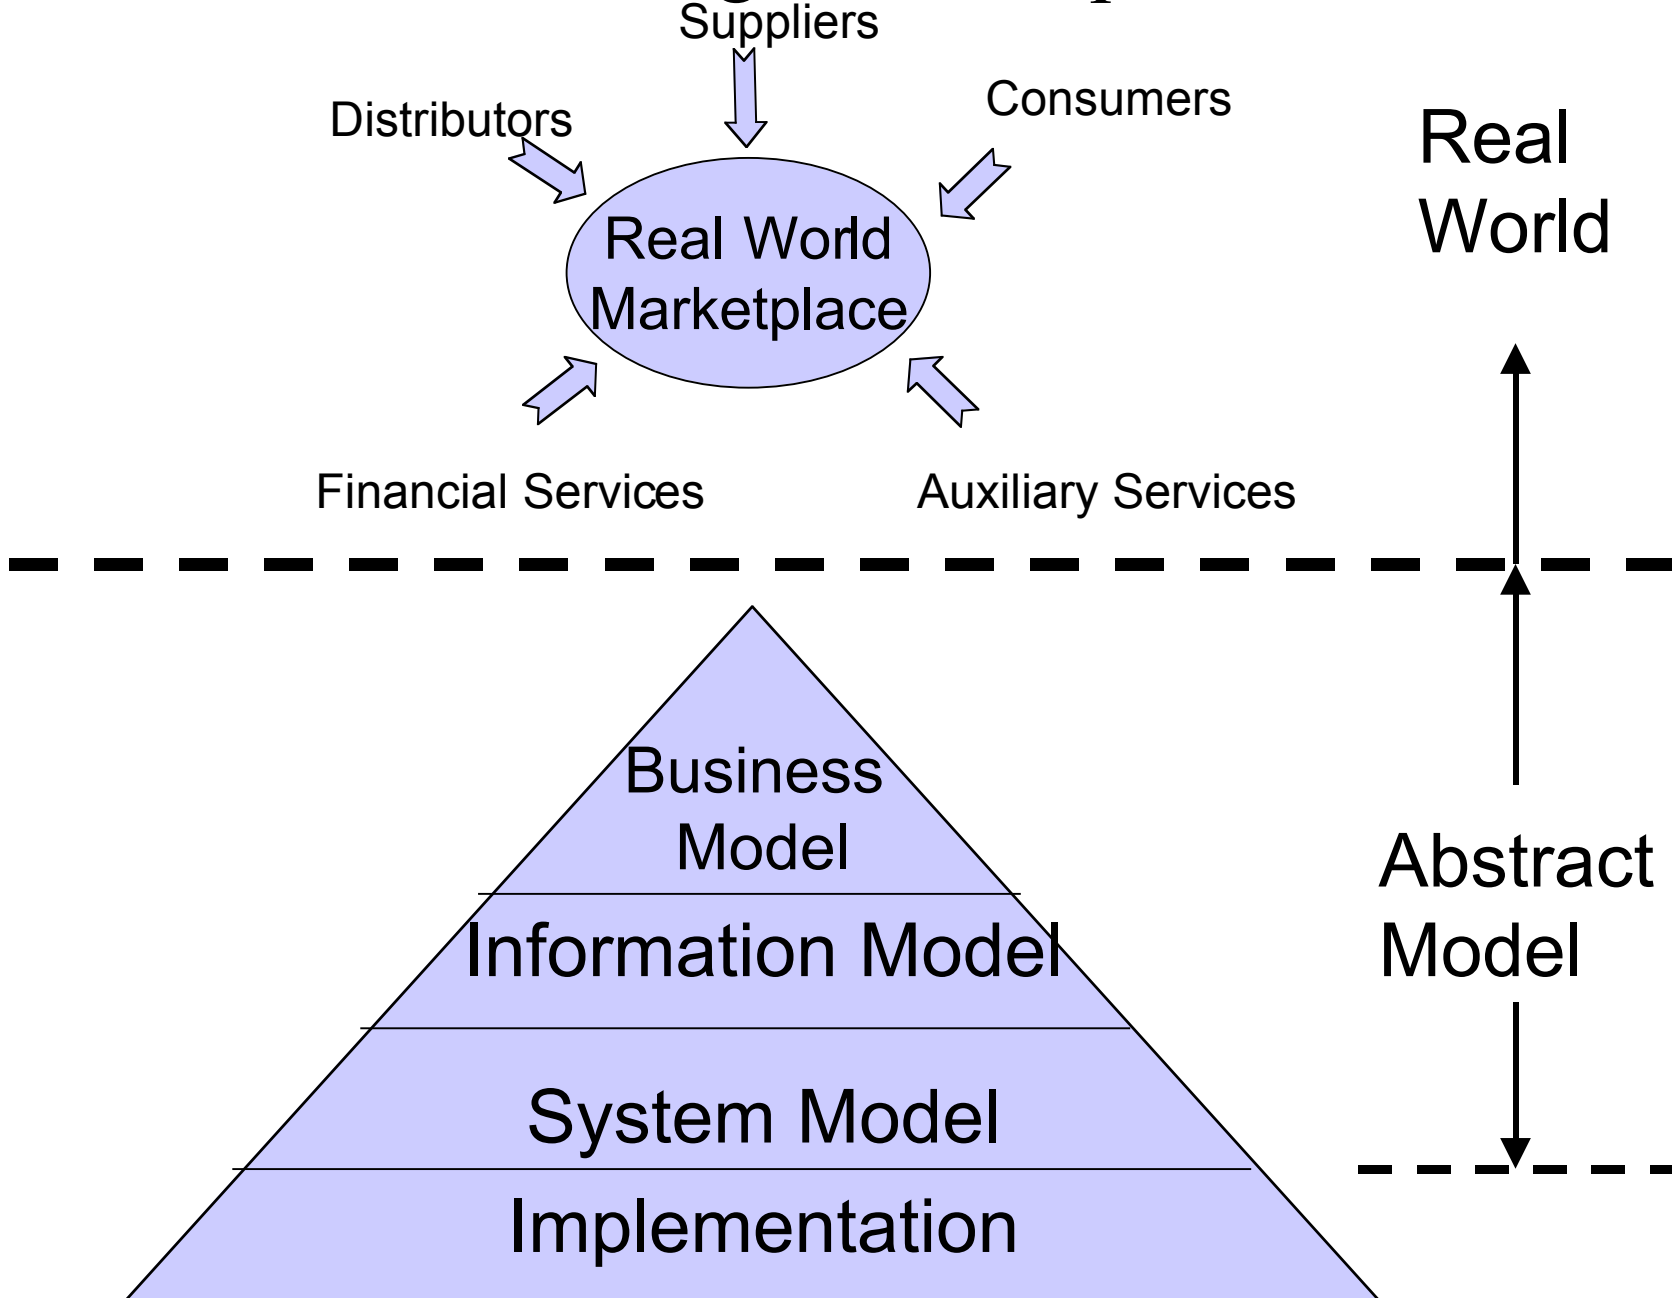 Suppliers
Distributors
Consumers
Real
World
Real World
Marketplace
Financial Services
Auxiliary Services
Business
Model
Abstract
Model
Information Model
System Model
Implementation